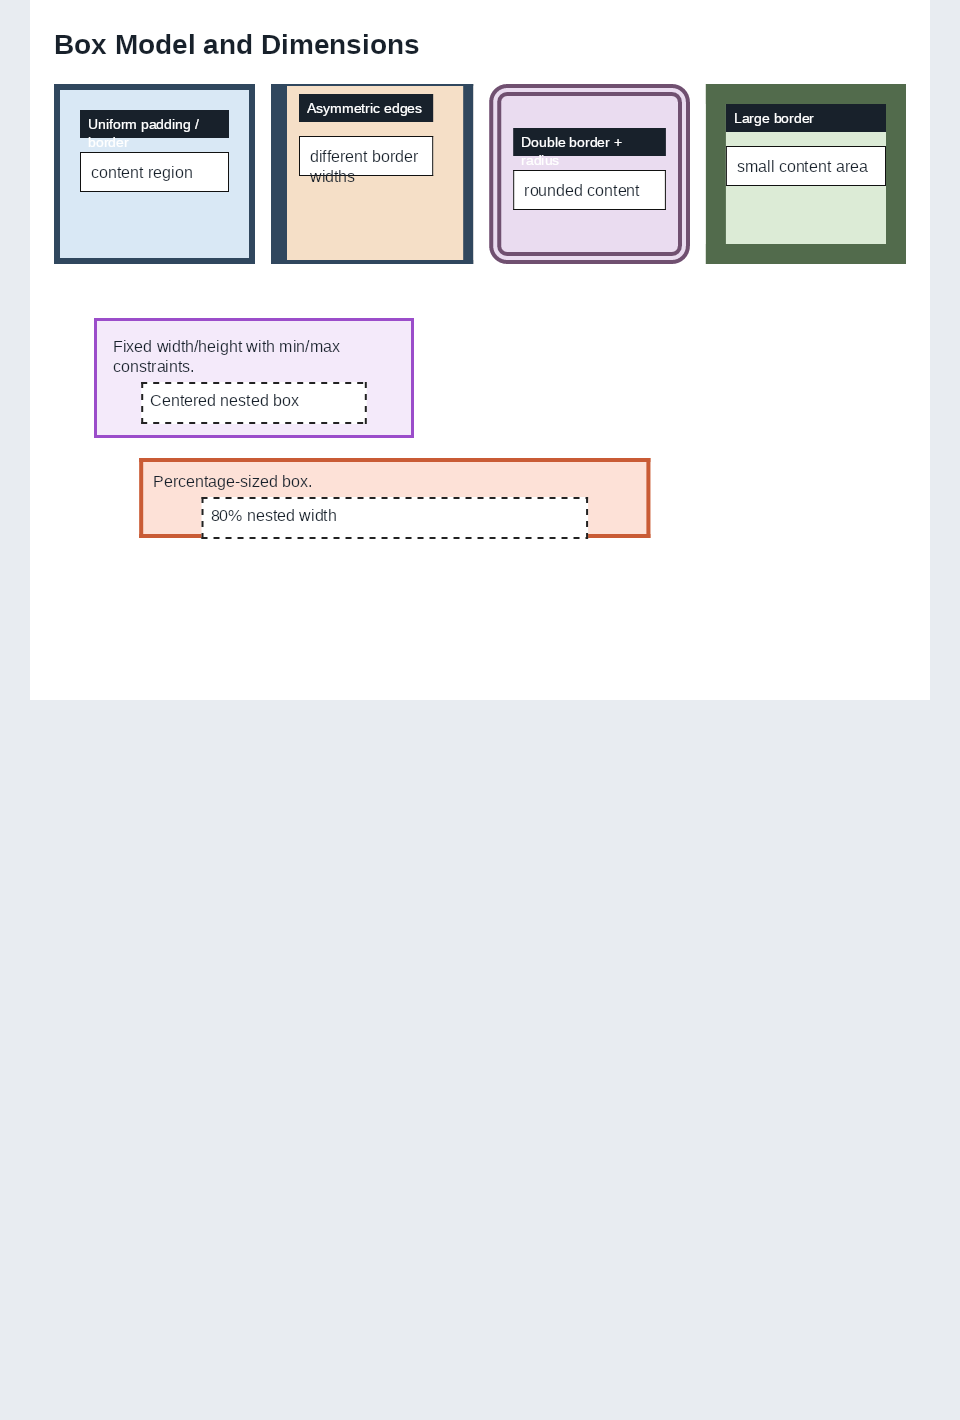 Box Model and Dimensions
Uniform padding /
border
content region
Asymmetric edges
different border
widths
Double border +
radius
rounded content
Large border
small content area
Fixed width/height with min/max
constraints.
Centered nested box
Percentage-sized box.
80% nested width